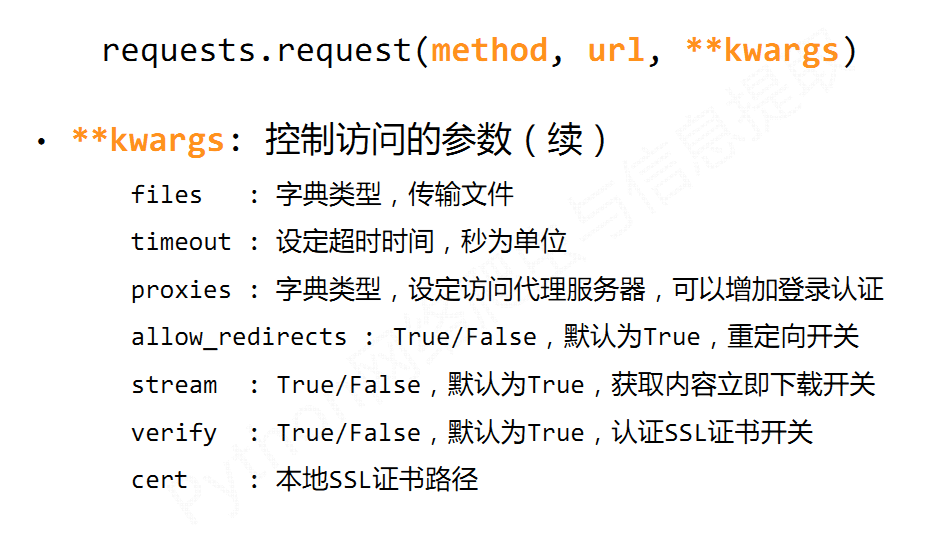 requests.request(method, url, **kwargs)
• **kwargs: 控制访问的参数（续）
files : 字典类型，传输文件
timeout : 设定超时时间，秒为单位
proxies : 字典类型，设定访问代理服务器，可以增加登录认证
allow_redirects : True/False，默认为True，重定向开关
stream : True/False，默认为True，获取内容立即下载开关
verify : True/False，默认为True，认证SSL证书开关
cert : 本地SSL证书路径